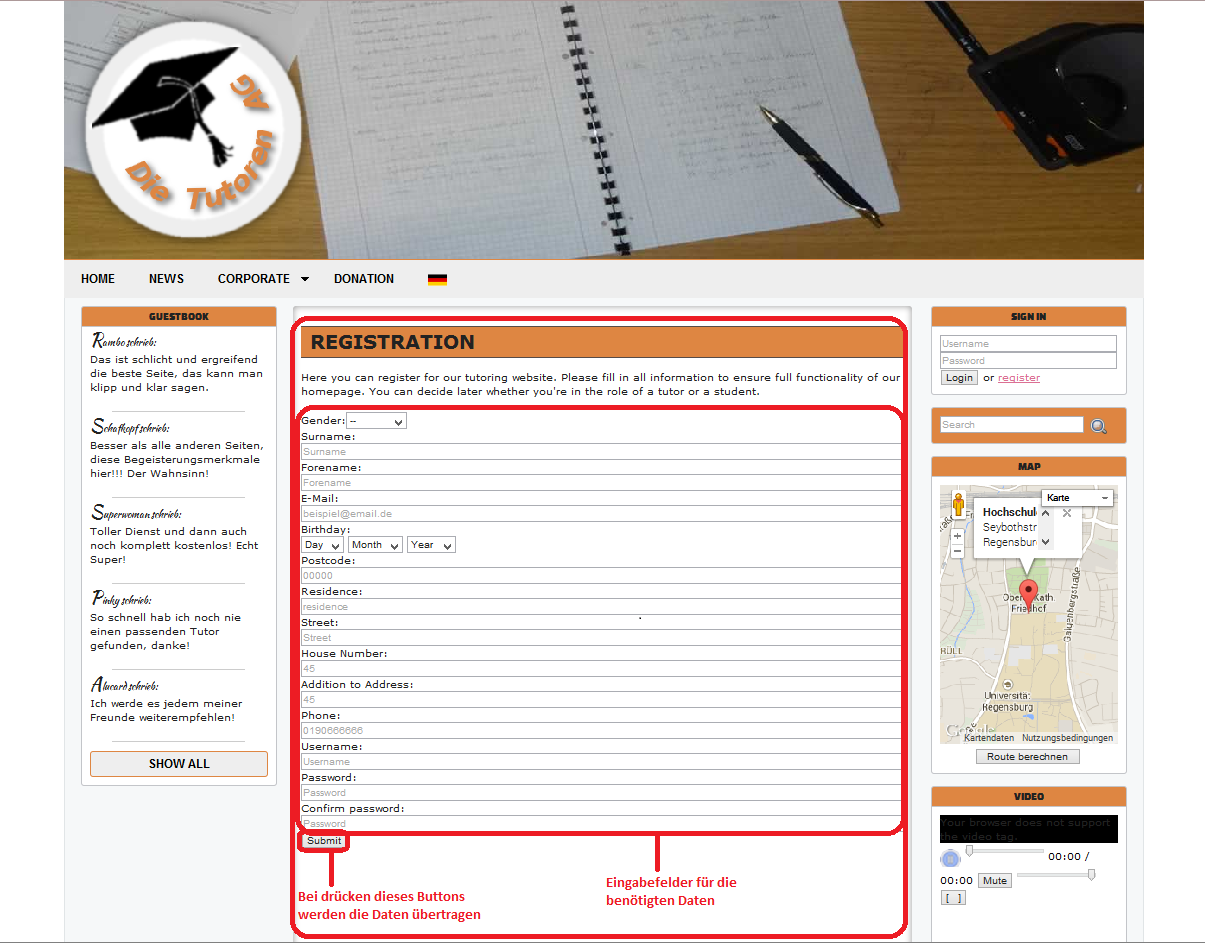 Die Tutoren AG
HOME NEWS CORPORATE DONATION
GUESTBOOK
Rambo schrieb:
Das ist schlicht und ergreifend
die beste Seite, das kann man
klipp und klar sagen.
Schafkopf schrieb:
Besser als alle anderen Seiten,
diese Begeisterungsmerkmale
hier!!! Der Wahnsinn!
Superwoman schrieb:
Toller Dienst und dann auch
noch komplett kostenlos! Echt
Super!
Pinky schrieb:
So schnell hab ich noch nie
einen passenden Tutor
gefunden, danke!
Alucard schrieb:
Ich werde es jedem meiner
Freunde weiterempfehlen!
SHOW ALL
REGISTRATION
Here you can register for our tutoring website. Please fill in all information to ensure full functionality of our
homepage. You can decide later whether you're in the role of a tutor or a student.
Gender: --
Surname:
Surname
Forename:
Forename
E-Mail:
beispiel@email.de
Birthday:
Day Month Year
Postcode:
00000
Residence:
residence
Street:
Street
House Number:
45
Addition to Address:
45
Phone:
0190666666
Username:
Username
Password:
Password
Confirm password:
Password
Submit
Bei drücken dieses Buttons
werden die Daten übertragen
Eingabefelder für die
benötigten Daten
SIGN IN
Username
Password
Login or register
Search
MAP
Karte
Hochschule
Seybothstr
Regensburg
Kath.
Friedhof
Galgenbergstraße
Universität
Regensburg
Google
Kartendaten Nutzungsbedingungen
Route berechnen
VIDEO
Your browser does not support
the video tag.
00:00 /
00:00 Mute
[ ]